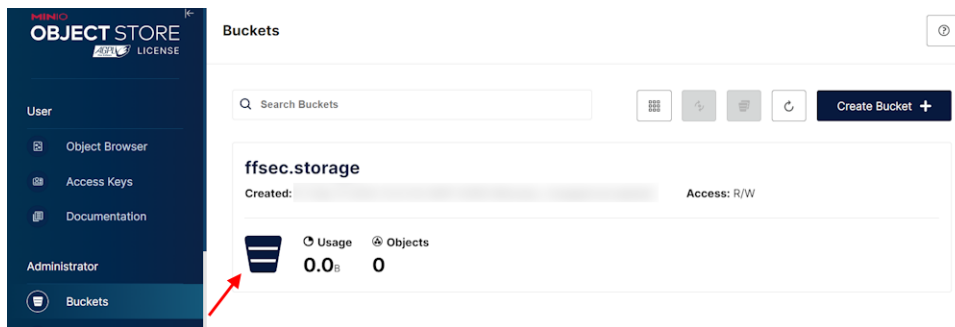 MINIO
OBJECT STORE
AGPLv3 LICENSE
User
Object Browser
Access Keys
Documentation
Administrator
Buckets
Buckets
Search Buckets
Create Bucket +
ffsec.storage
Created:
Access: R/W
Usage
0.0B
Objects
0